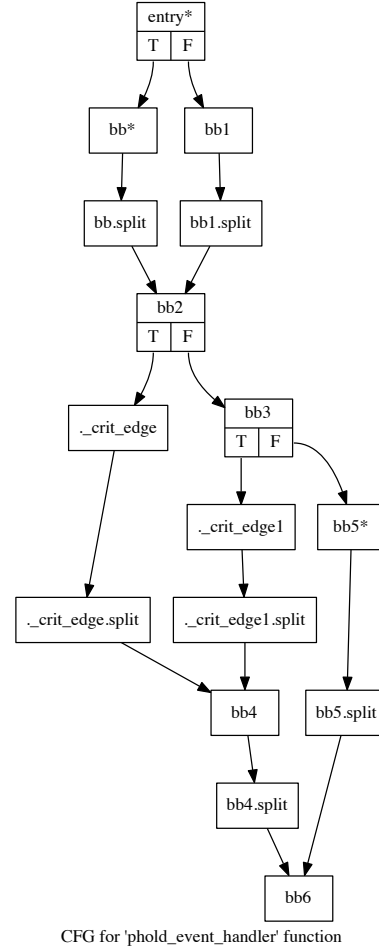 entry*
T F
bb* bb1
bb.split bb1.split
bb2
T F
._crit_edge
bb3
T F
._crit_edge1 bb5*
._crit_edge.split ._crit_edge1.split
bb4 bb5.split
bb4.split
bb6
CFG for 'phold_event_handler' function